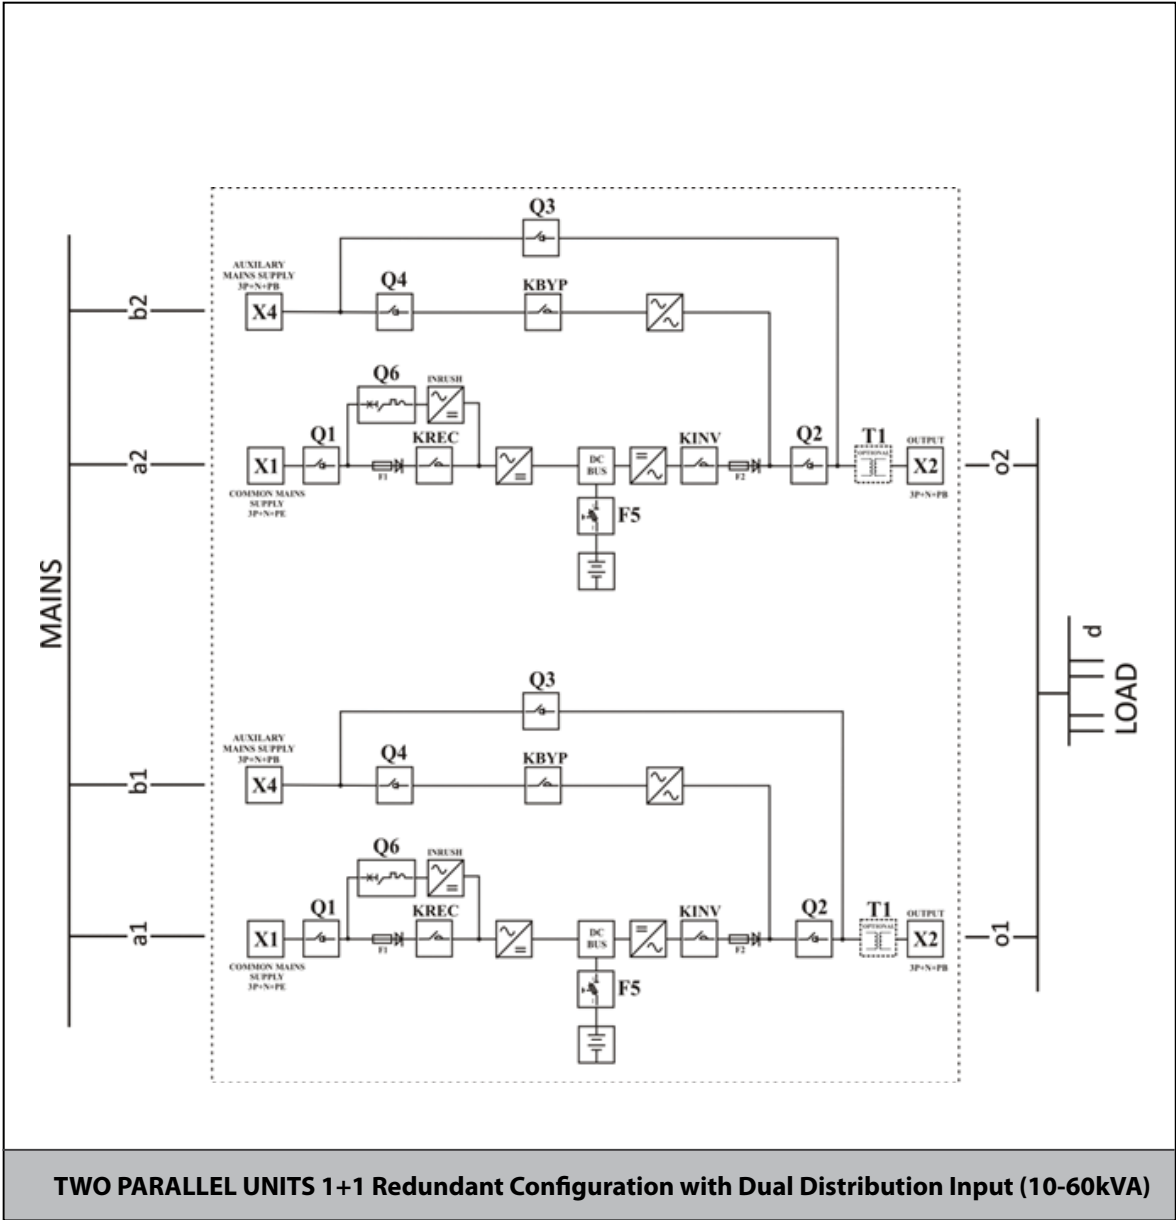 Q3
AUXILARY
MAINS SUPPLY
3P+N+PB
Q4
KBYP
X4
b2
Q6
INRUSH
Q1
KREC
KINV
Q2
T1
OUTPUT
a2
X1
F1
DC
BUS
F2
OPTIONAL
X2
o2
COMMON MAINS
SUPPLY
3P+N+PE
3P+N+PB
F5
MAINS
d
LOAD
Q3
AUXILARY
MAINS SUPPLY
3P+N+PB
Q4
KBYP
X4
b1
Q6
INRUSH
Q1
KREC
KINV
Q2
T1
OUTPUT
a1
X1
F1
DC
BUS
F2
OPTIONAL
X2
o1
COMMON MAINS
SUPPLY
3P+N+PE
3P+N+PB
F5
TWO PARALLEL UNITS 1+1 Redundant Configuration with Dual Distribution Input (10-60kVA)